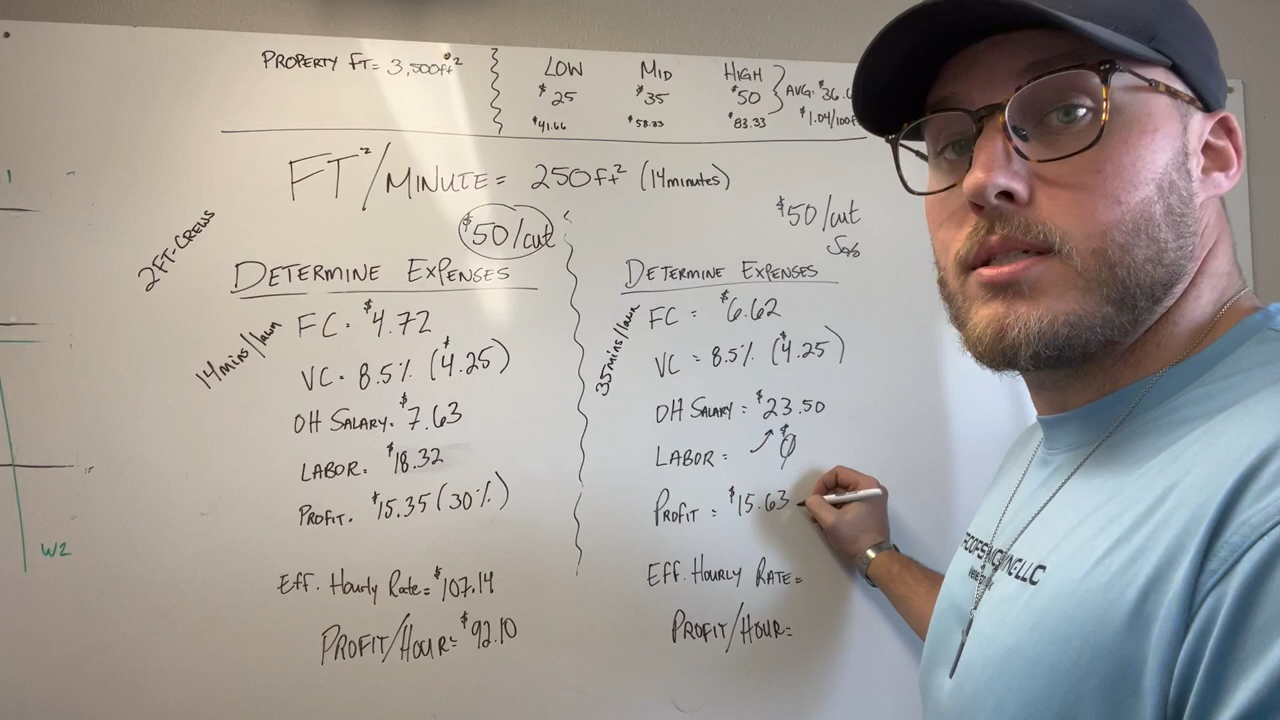 PROPERTY FT= 3,500ft²
LOW MID HIGH
$25 $35 $50 AVG. $36.
$41.66 $58.33 $83.33 $1.04/100f
FT²/MINUTE= 250ft² (14minutes)
2FT-CREWS
$50/cut
DETERMINE EXPENSES
14mins/lawn
FC= $4.72
VC= 8.5% ($4.25)
OH SALARY= $7.63
LABOR= $18.32
PROFIT= $15.35 (30%)
Eff. Hourly Rate= $107.14
PROFIT/HOUR= $92.10
$50/cut
Solo
DETERMINE EXPENSES
35mins/lawn
FC = $6.62
VC = 8.5% ($4.25)
OH SALARY = $23.50
LABOR = $0
PROFIT = $15.63
EFF. HOURLY RATE=
PROFIT/HOUR=
W2